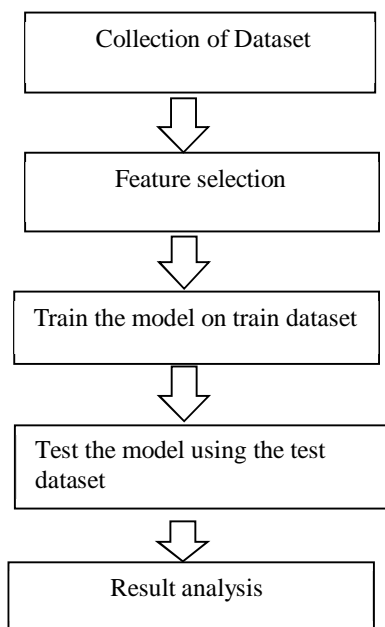 Collection of Dataset
Feature selection
Train the model on train dataset
Test the model using the test
dataset
Result analysis